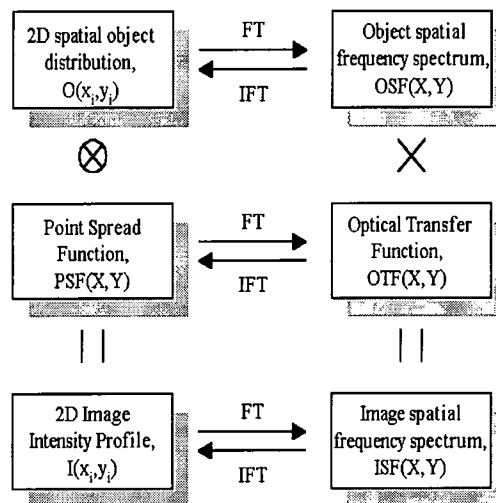 2D spatial object
distribution,
O(xᵢ,yᵢ)
FT
IFT
Object spatial
frequency spectrum,
OSF(X,Y)
⊗
×
Point Spread
Function,
PSF(X,Y)
FT
IFT
Optical Transfer
Function,
OTF(X,Y)
||
||
2D Image
Intensity Profile,
I(xᵢ,yᵢ)
FT
IFT
Image spatial
frequency spectrum,
ISF(X,Y)